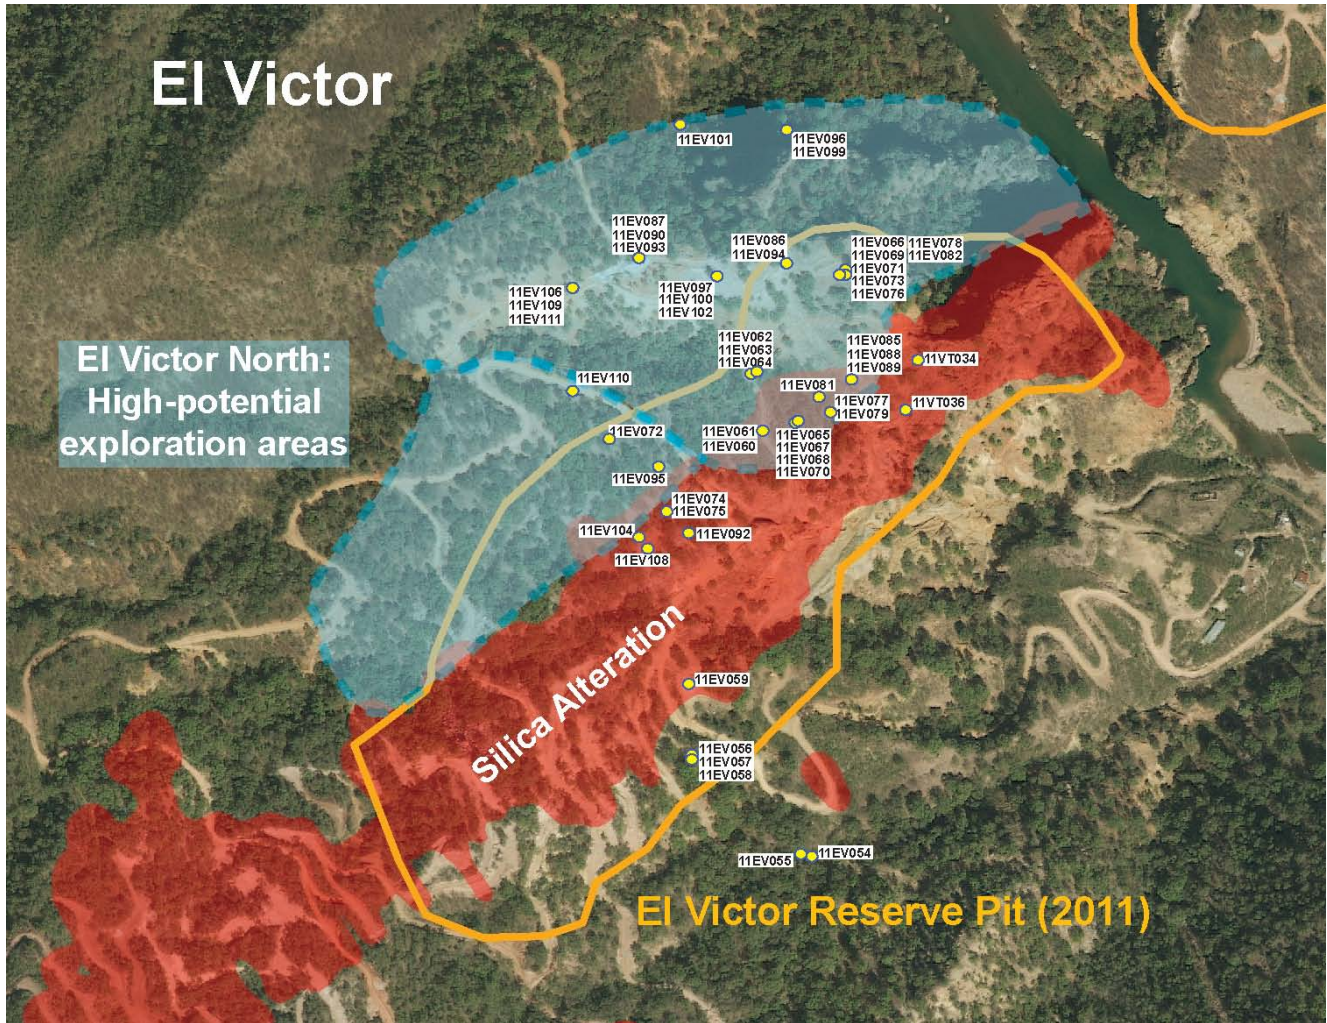 El Victor
11EV101
11EV096
11EV099
11EV087
11EV090
11EV093
11EV086
11EV094
11EV066
11EV069
11EV071
11EV073
11EV076
11EV078
11EV082
11EV106
11EV109
11EV111
11EV097
11EV100
11EV102
El Victor North:
High-potential
exploration areas
11EV062
11EV063
11EV064
11EV085
11EV088
11EV089
11VT034
11EV110
11EV081
11EV077
11EV079
11VT036
11EV072
11EV061
11EV060
11EV065
11EV067
11EV068
11EV070
11EV095
11EV074
11EV075
11EV104
11EV092
11EV108
Silica Alteration
11EV059
11EV056
11EV057
11EV058
11EV055
11EV054
El Victor Reserve Pit (2011)